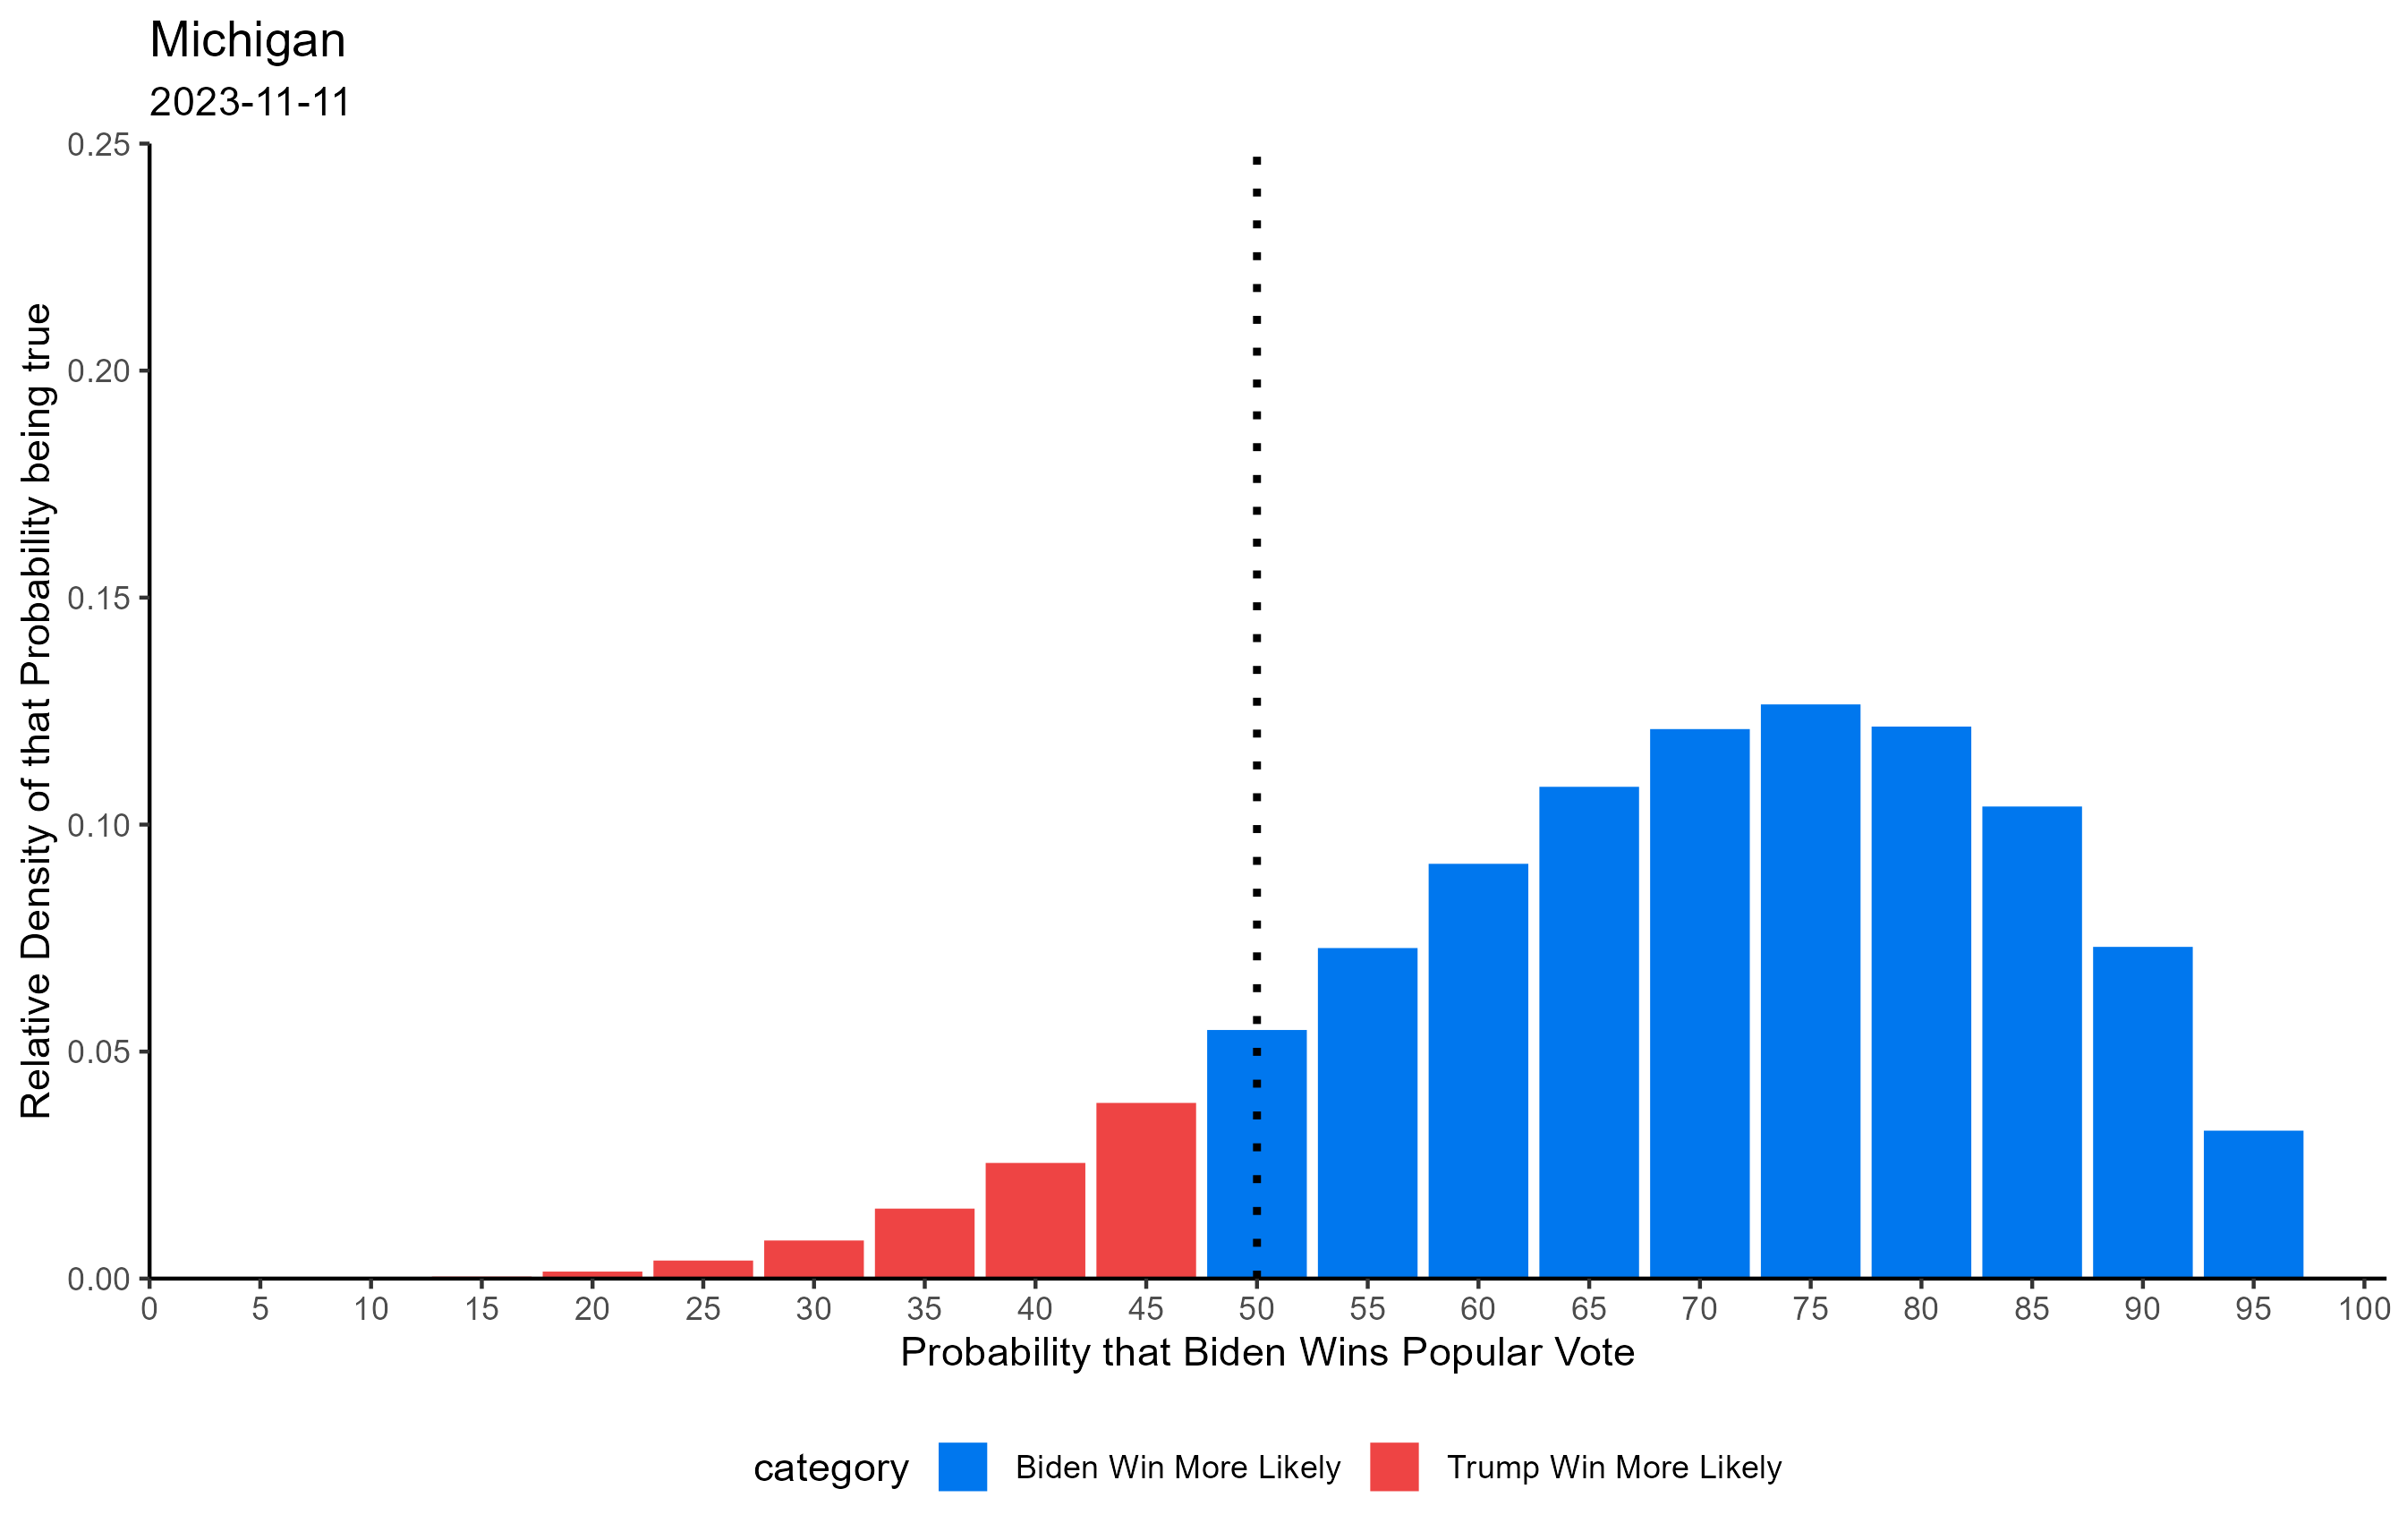 Michigan
2023-11-11
Relative Density of that Probability being true
0.25
0.20
0.15
0.10
0.05
0.00
0 5 10 15 20 25 30 35 40 45 50 55 60 65 70 75 80 85 90 95 100
Probability that Biden Wins Popular Vote
category Biden Win More Likely Trump Win More Likely